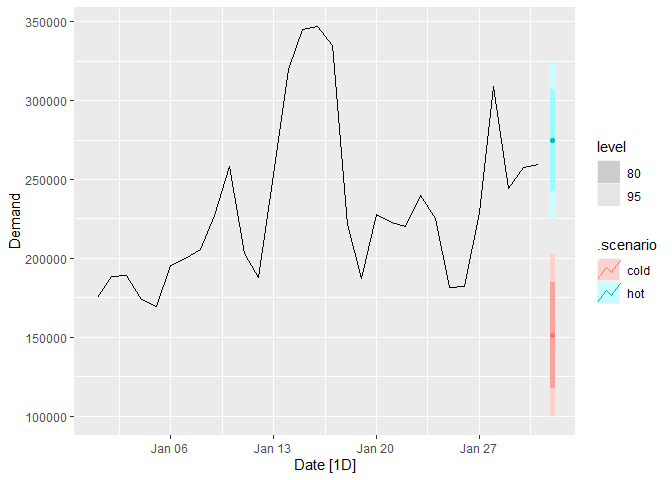 350000
300000
250000
200000
150000
100000
Demand
Jan 06
Jan 13
Jan 20
Jan 27
Date [1D]
level
80
95
.scenario
cold
hot